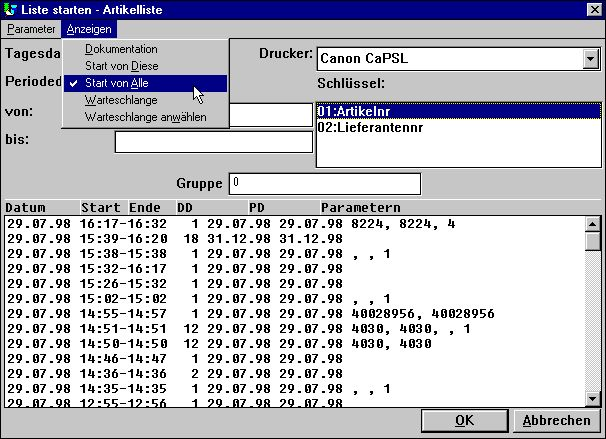 Liste starten - Artikelliste
Parameter Anzeigen
Dokumentation
Start von Diese
Start von Alle
Warteschlange
Warteschlange anwählen
Tagesda
Drucker: Canon CaPSL
Perioded
Schlüssel:
von:
01:Artikelnr
02:Lieferantennr
bis:
Gruppe 0
Datum Start Ende DD PD Parametern
29.07.98 16:17-16:32 1 29.07.98 29.07.98 8224, 8224, 4
29.07.98 15:39-16:20 18 31.12.98 31.12.98
29.07.98 15:38-15:38 1 29.07.98 29.07.98 , , 1
29.07.98 15:32-16:17 1 29.07.98 29.07.98
29.07.98 15:26-15:32 1 29.07.98 29.07.98
29.07.98 15:02-15:02 1 29.07.98 29.07.98 , , 1
29.07.98 14:55-14:57 1 29.07.98 29.07.98 40028956, 40028956
29.07.98 14:51-14:51 12 29.07.98 29.07.98 4030, 4030, , 1
29.07.98 14:50-14:50 12 29.07.98 29.07.98 4030, 4030
29.07.98 14:46-14:47 1 29.07.98 29.07.98
29.07.98 14:36-14:36 2 29.07.98 29.07.98
29.07.98 14:35-14:35 1 29.07.98 29.07.98 , , 1
29.07.98 12:55-12:56 1 29.07.98 29.07.98
OK Abbrechen